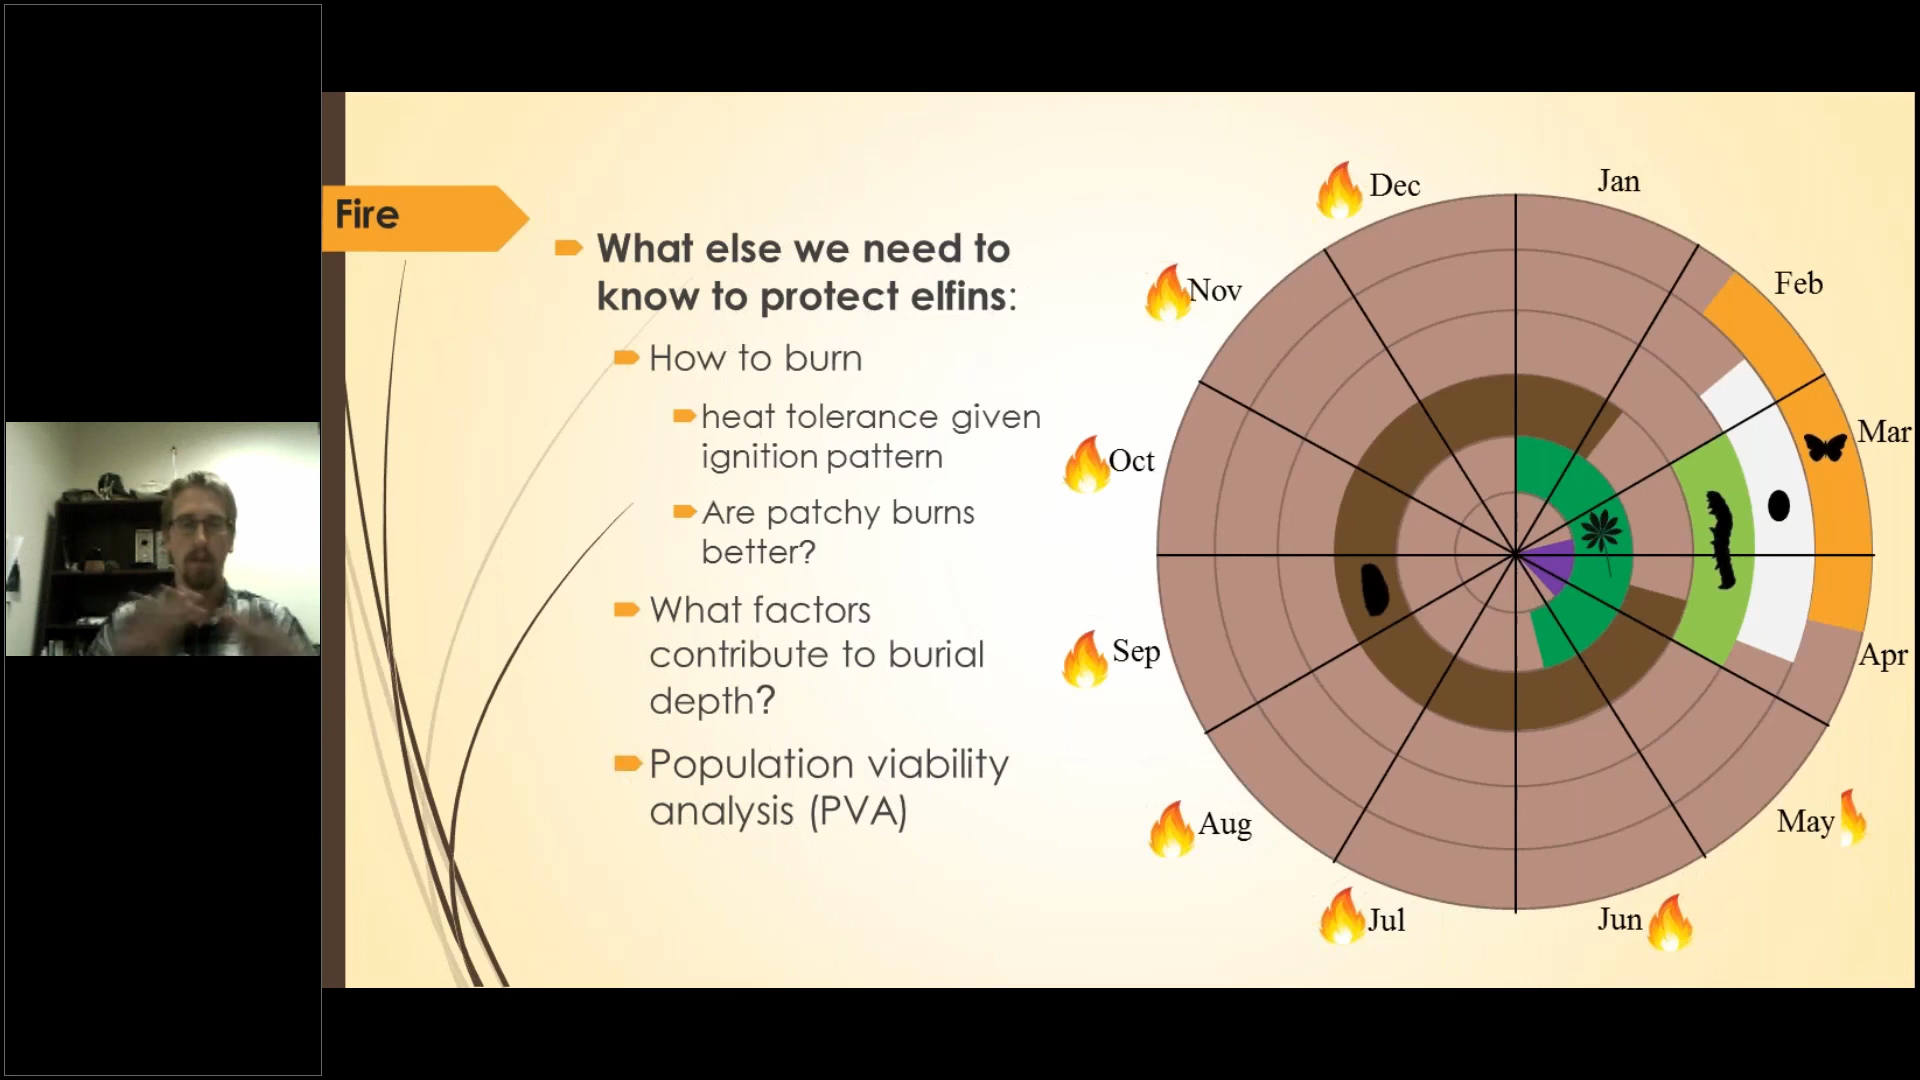 Fire
What else we need to
know to protect elfins:
How to burn
heat tolerance given
ignition pattern
Are patchy burns
better?
What factors
contribute to burial
depth?
Population viability
analysis (PVA)
Jan
Feb
Mar
Apr
May
Jun
Jul
Aug
Sep
Oct
Nov
Dec